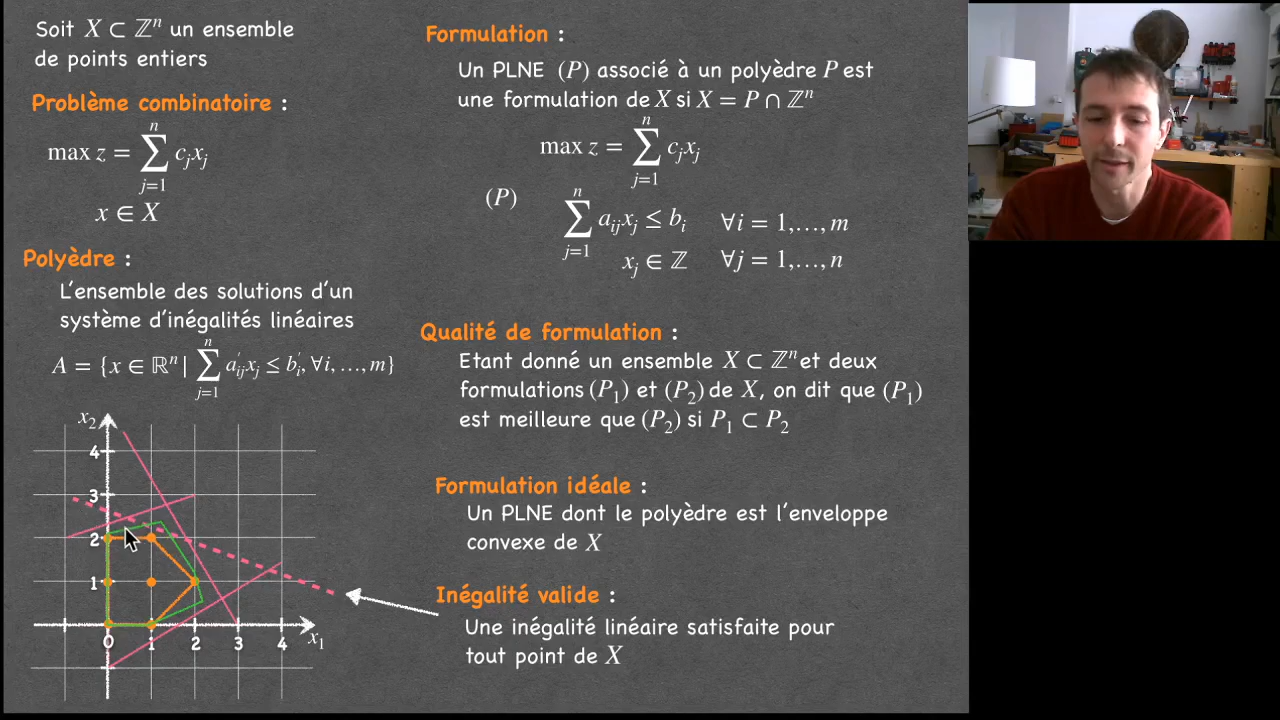 Soit X ⊂ ℤⁿ un ensemble
de points entiers
Problème combinatoire :
max z = ∑_{j=1}^{n} c_j x_j
x ∈ X
Polyèdre :
L'ensemble des solutions d'un
système d'inégalités linéaires
A = {x ∈ ℝⁿ | ∑_{j=1}^{n} a'_{ij} x_j ≤ b'_i, ∀i, …, m}
x₂
4
3
2
1
0 1 2 3 4 x₁
Formulation :
Un PLNE (P) associé à un polyèdre P est
une formulation de X si X = P ∩ ℤⁿ
max z = ∑_{j=1}^{n} c_j x_j
(P) ∑_{j=1}^{n} a_{ij} x_j ≤ b_i ∀i = 1,…, m
x_j ∈ ℤ ∀j = 1,…, n
Qualité de formulation :
Etant donné un ensemble X ⊂ ℤⁿ et deux
formulations (P₁) et (P₂) de X, on dit que (P₁)
est meilleure que (P₂) si P₁ ⊂ P₂
Formulation idéale :
Un PLNE dont le polyèdre est l'enveloppe
convexe de X
Inégalité valide :
Une inégalité linéaire satisfaite pour
tout point de X